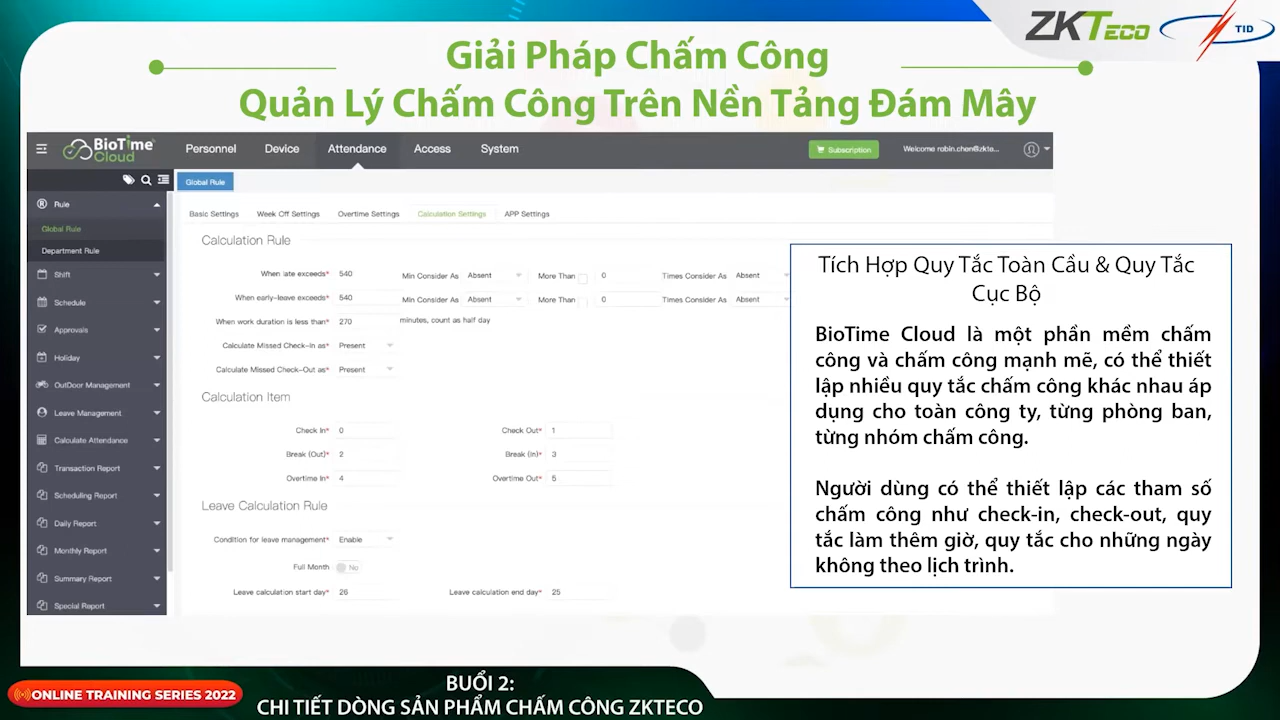 ZKTeco
TID
Giải Pháp Chấm Công
Quản Lý Chấm Công Trên Nền Tảng Đám Mây
BioTime Cloud
Personnel Device Attendance Access System
Subscription
Welcome robin.chen@zkte...
Global Rule
Rule
Global Rule
Department Rule
Shift
Schedule
Approvals
Holiday
OutDoor Management
Leave Management
Calculate Attendance
Transaction Report
Scheduling Report
Daily Report
Monthly Report
Summary Report
Special Report
Basic Settings Week Off Settings Overtime Settings Calculation Settings APP Settings
Calculation Rule
When late exceeds* 540 Min Consider As Absent More Than 0 Times Consider As Absent
When early-leave exceeds* 540 Min Consider As Absent More Than 0 Times Consider As Absent
When work duration is less than* 270 minutes, count as half day
Calculate Missed Check-In as* Present
Calculate Missed Check-Out as* Present
Calculation Item
Check In* 0 Check Out* 1
Break (Out)* 2 Break (In)* 3
Overtime In* 4 Overtime Out* 5
Leave Calculation Rule
Condition for leave management* Enable
Full Month No
Leave calculation start day* 26 Leave calculation end day* 25
Tích Hợp Quy Tắc Toàn Cầu & Quy Tắc
Cục Bộ
BioTime Cloud là một phần mềm chấm
công và chấm công mạnh mẽ, có thể thiết
lập nhiều quy tắc chấm công khác nhau áp
dụng cho toàn công ty, từng phòng ban,
từng nhóm chấm công.
Người dùng có thể thiết lập các tham số
chấm công như check-in, check-out, quy
tắc làm thêm giờ, quy tắc cho những ngày
không theo lịch trình.
ONLINE TRAINING SERIES 2022
BUỔI 2:
CHI TIẾT DÒNG SẢN PHẨM CHẤM CÔNG ZKTECO